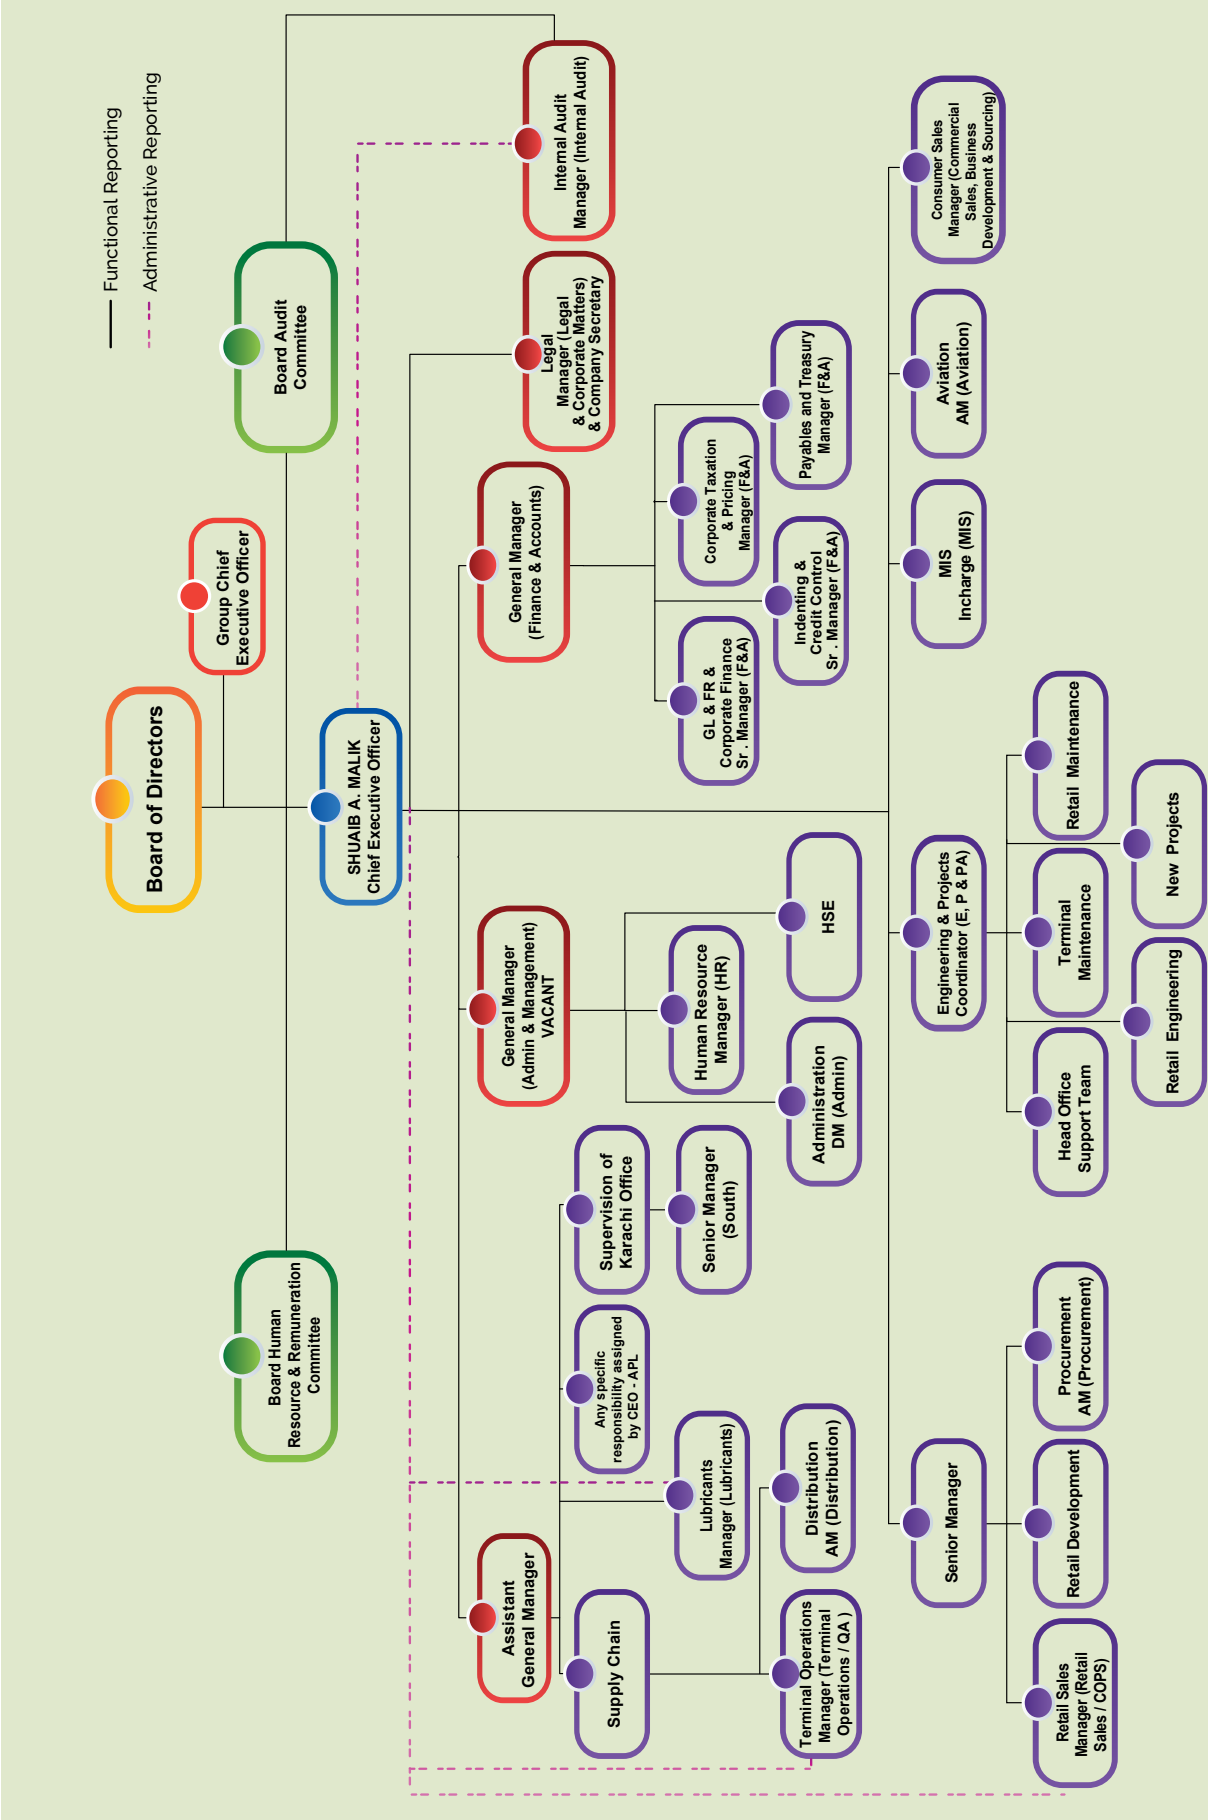 Functional Reporting
Administrative Reporting
Board of Directors
Group Chief
Executive Officer
Board Human
Resource & Remuneration
Committee
Board Audit
Committee
SHUAIB A. MALIK
Chief Executive Officer
Internal Audit
Manager (Internal Audit)
Legal
Manager (Legal
& Corporate Matters)
& Company Secretary
Assistant
General Manager
General Manager
(Admin & Management)
VACANT
General Manager
(Finance & Accounts)
Supply Chain
Any specific
responsibility assigned
by CEO - APL
Supervision of
Karachi Office
Lubricants
Manager (Lubricants)
Senior Manager
(South)
Terminal Operations
Manager (Terminal
Operations / QA )
Distribution
AM (Distribution)
Human Resource
Manager (HR)
Administration
DM (Admin)
HSE
GL & FR &
Corporate Finance
Sr . Manager (F&A)
Corporate Taxation
& Pricing
Manager (F&A)
Indenting &
Credit Control
Sr . Manager (F&A)
Payables and Treasury
Manager (F&A)
Senior Manager
Engineering & Projects
Coordinator (E, P & PA)
MIS
Incharge (MIS)
Aviation
AM (Aviation)
Consumer Sales
Manager (Commercial
Sales, Business
Development & Sourcing)
Retail Sales
Manager (Retail
Sales / COPS)
Retail Development
Procurement
AM (Procurement)
Head Office
Support Team
Terminal
Maintenance
Retail Maintenance
Retail Engineering
New Projects